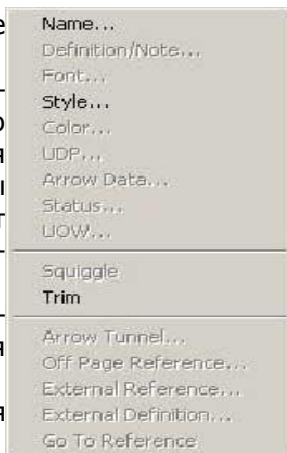 Name...
Definition/Note...
Font...
Style...
Color...
UDP...
Arrow Data...
Status...
UOW...
Squiggle
Trim
Arrow Tunnel...
Off Page Reference...
External Reference...
External Definition...
Go To Reference